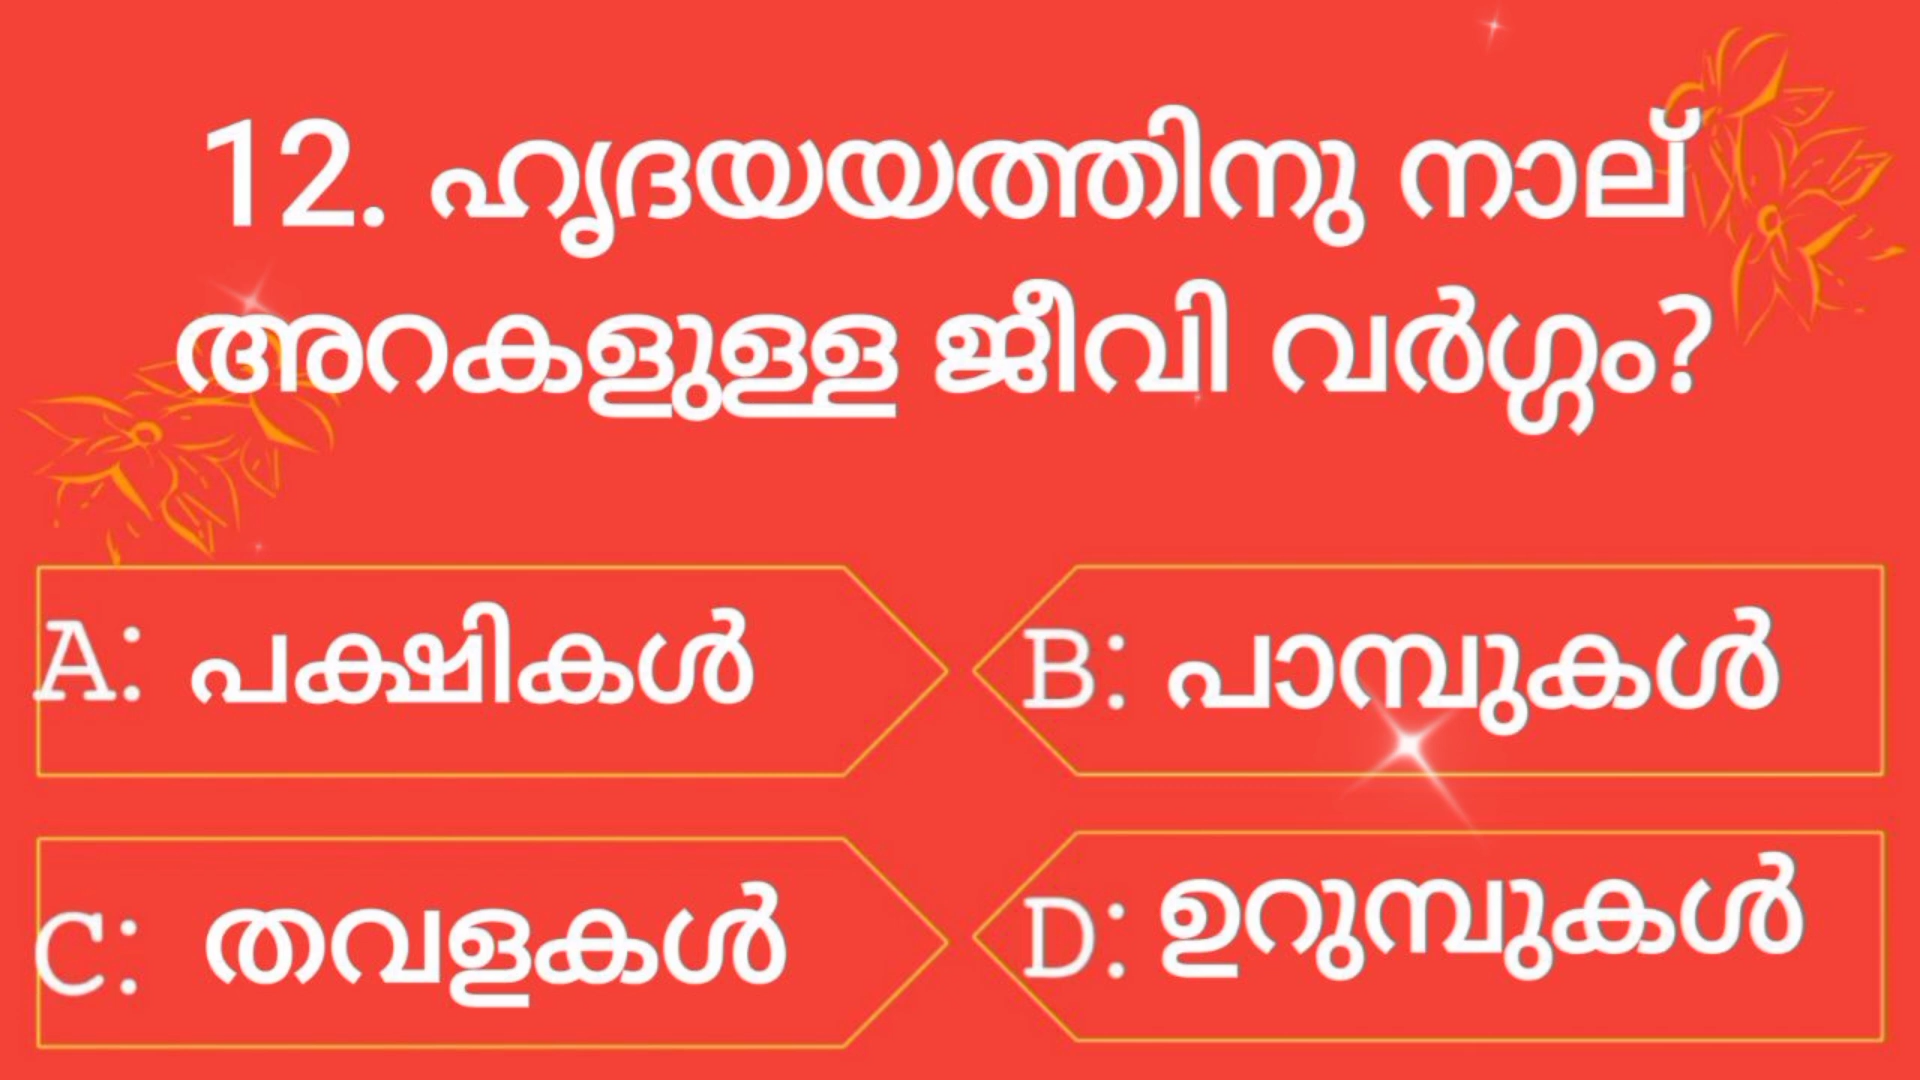 12. ഹൃദയയത്തിനു നാല്
അറകളുള്ള ജീവി വർഗ്ഗം?
A: പക്ഷികൾ
B: പാമ്പുകൾ
C: തവളകൾ
D: ഉറുമ്പുകൾ